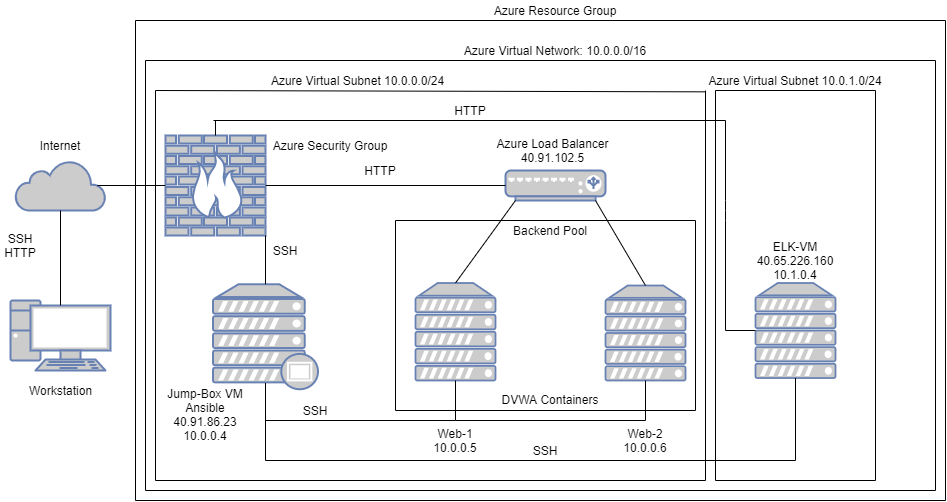 Azure Resource Group
Azure Virtual Network: 10.0.0.0/16
Azure Virtual Subnet 10.0.0.0/24
Azure Virtual Subnet 10.0.1.0/24
HTTP
Internet
Azure Security Group
Azure Load Balancer
40.91.102.5
HTTP
SSH
HTTP
SSH
Backend Pool
ELK-VM
40.65.226.160
10.1.0.4
Workstation
Jump-Box VM
Ansible
40.91.86.23
10.0.0.4
SSH
DVWA Containers
Web-1
10.0.0.5
Web-2
10.0.0.6
SSH